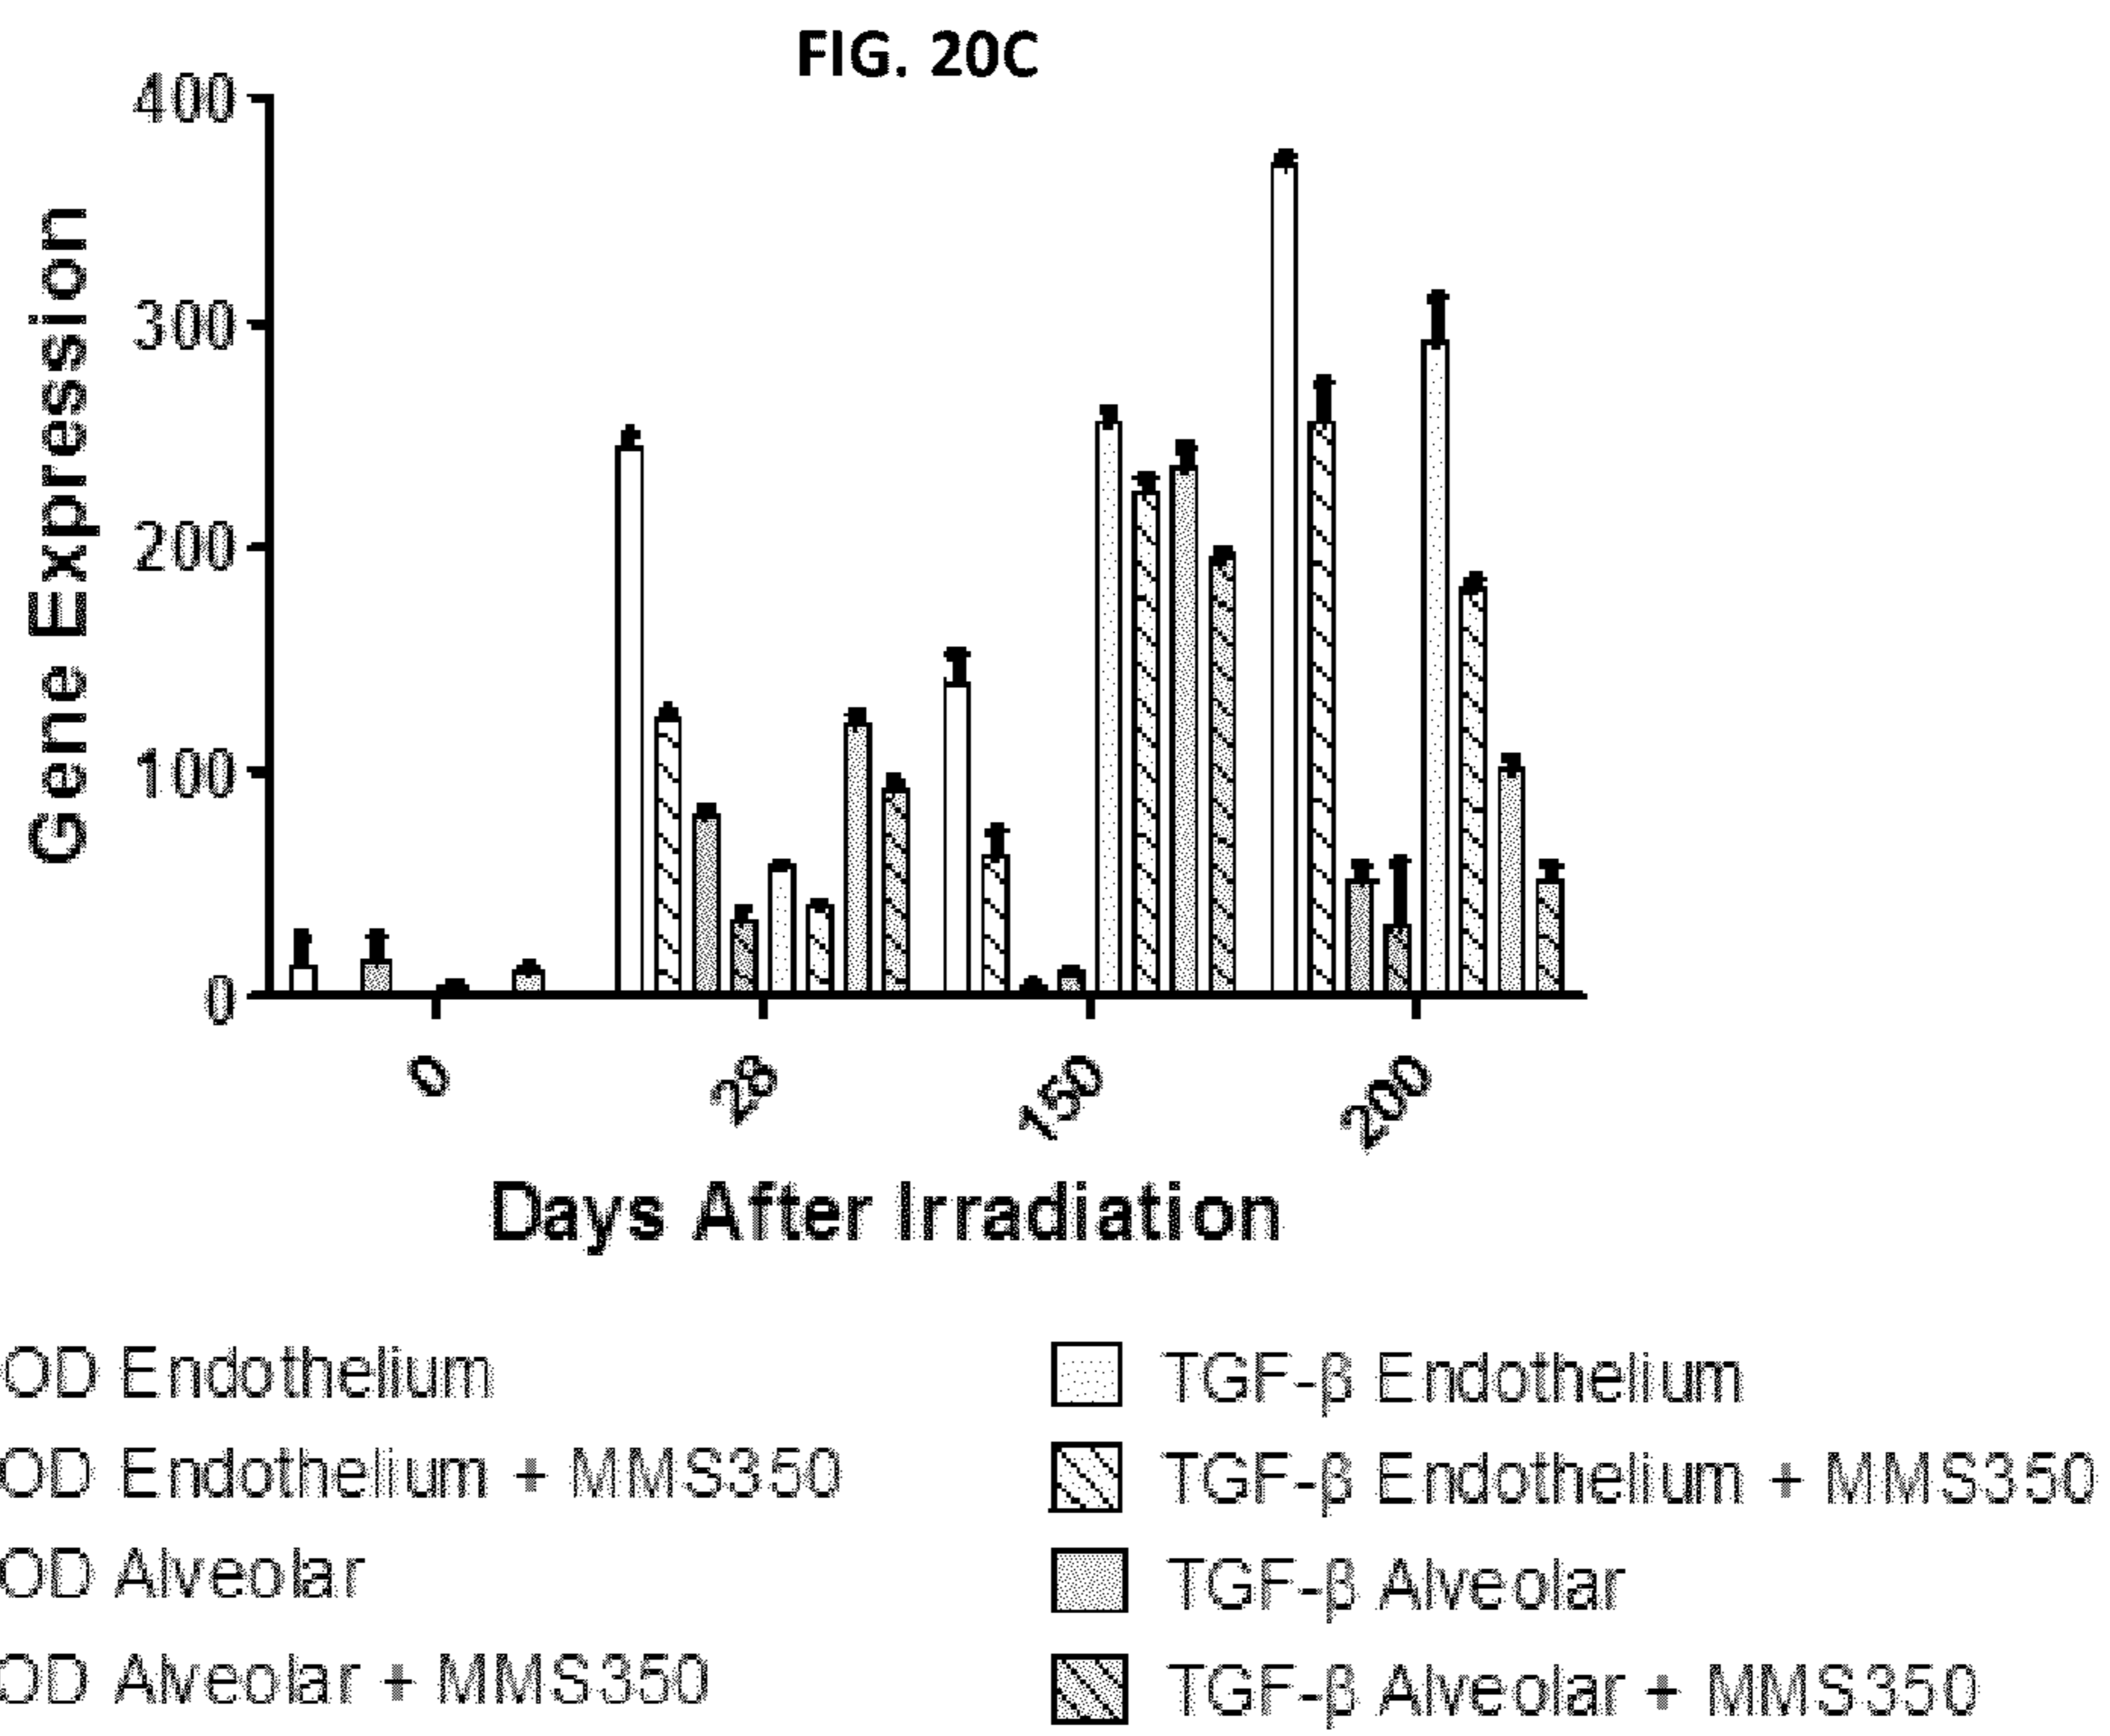 FIG. 20C
400
300
200
100
0
Gene Expression
0
28
150
200
Days After Irradiation
OD Endothelium
OD Endothelium + MMS350
OD Alveolar
OD Alveolar + MMS350
TGF-β Endothelium
TGF-β Endothelium + MMS350
TGF-β Alveolar
TGF-β Alveolar + MMS350